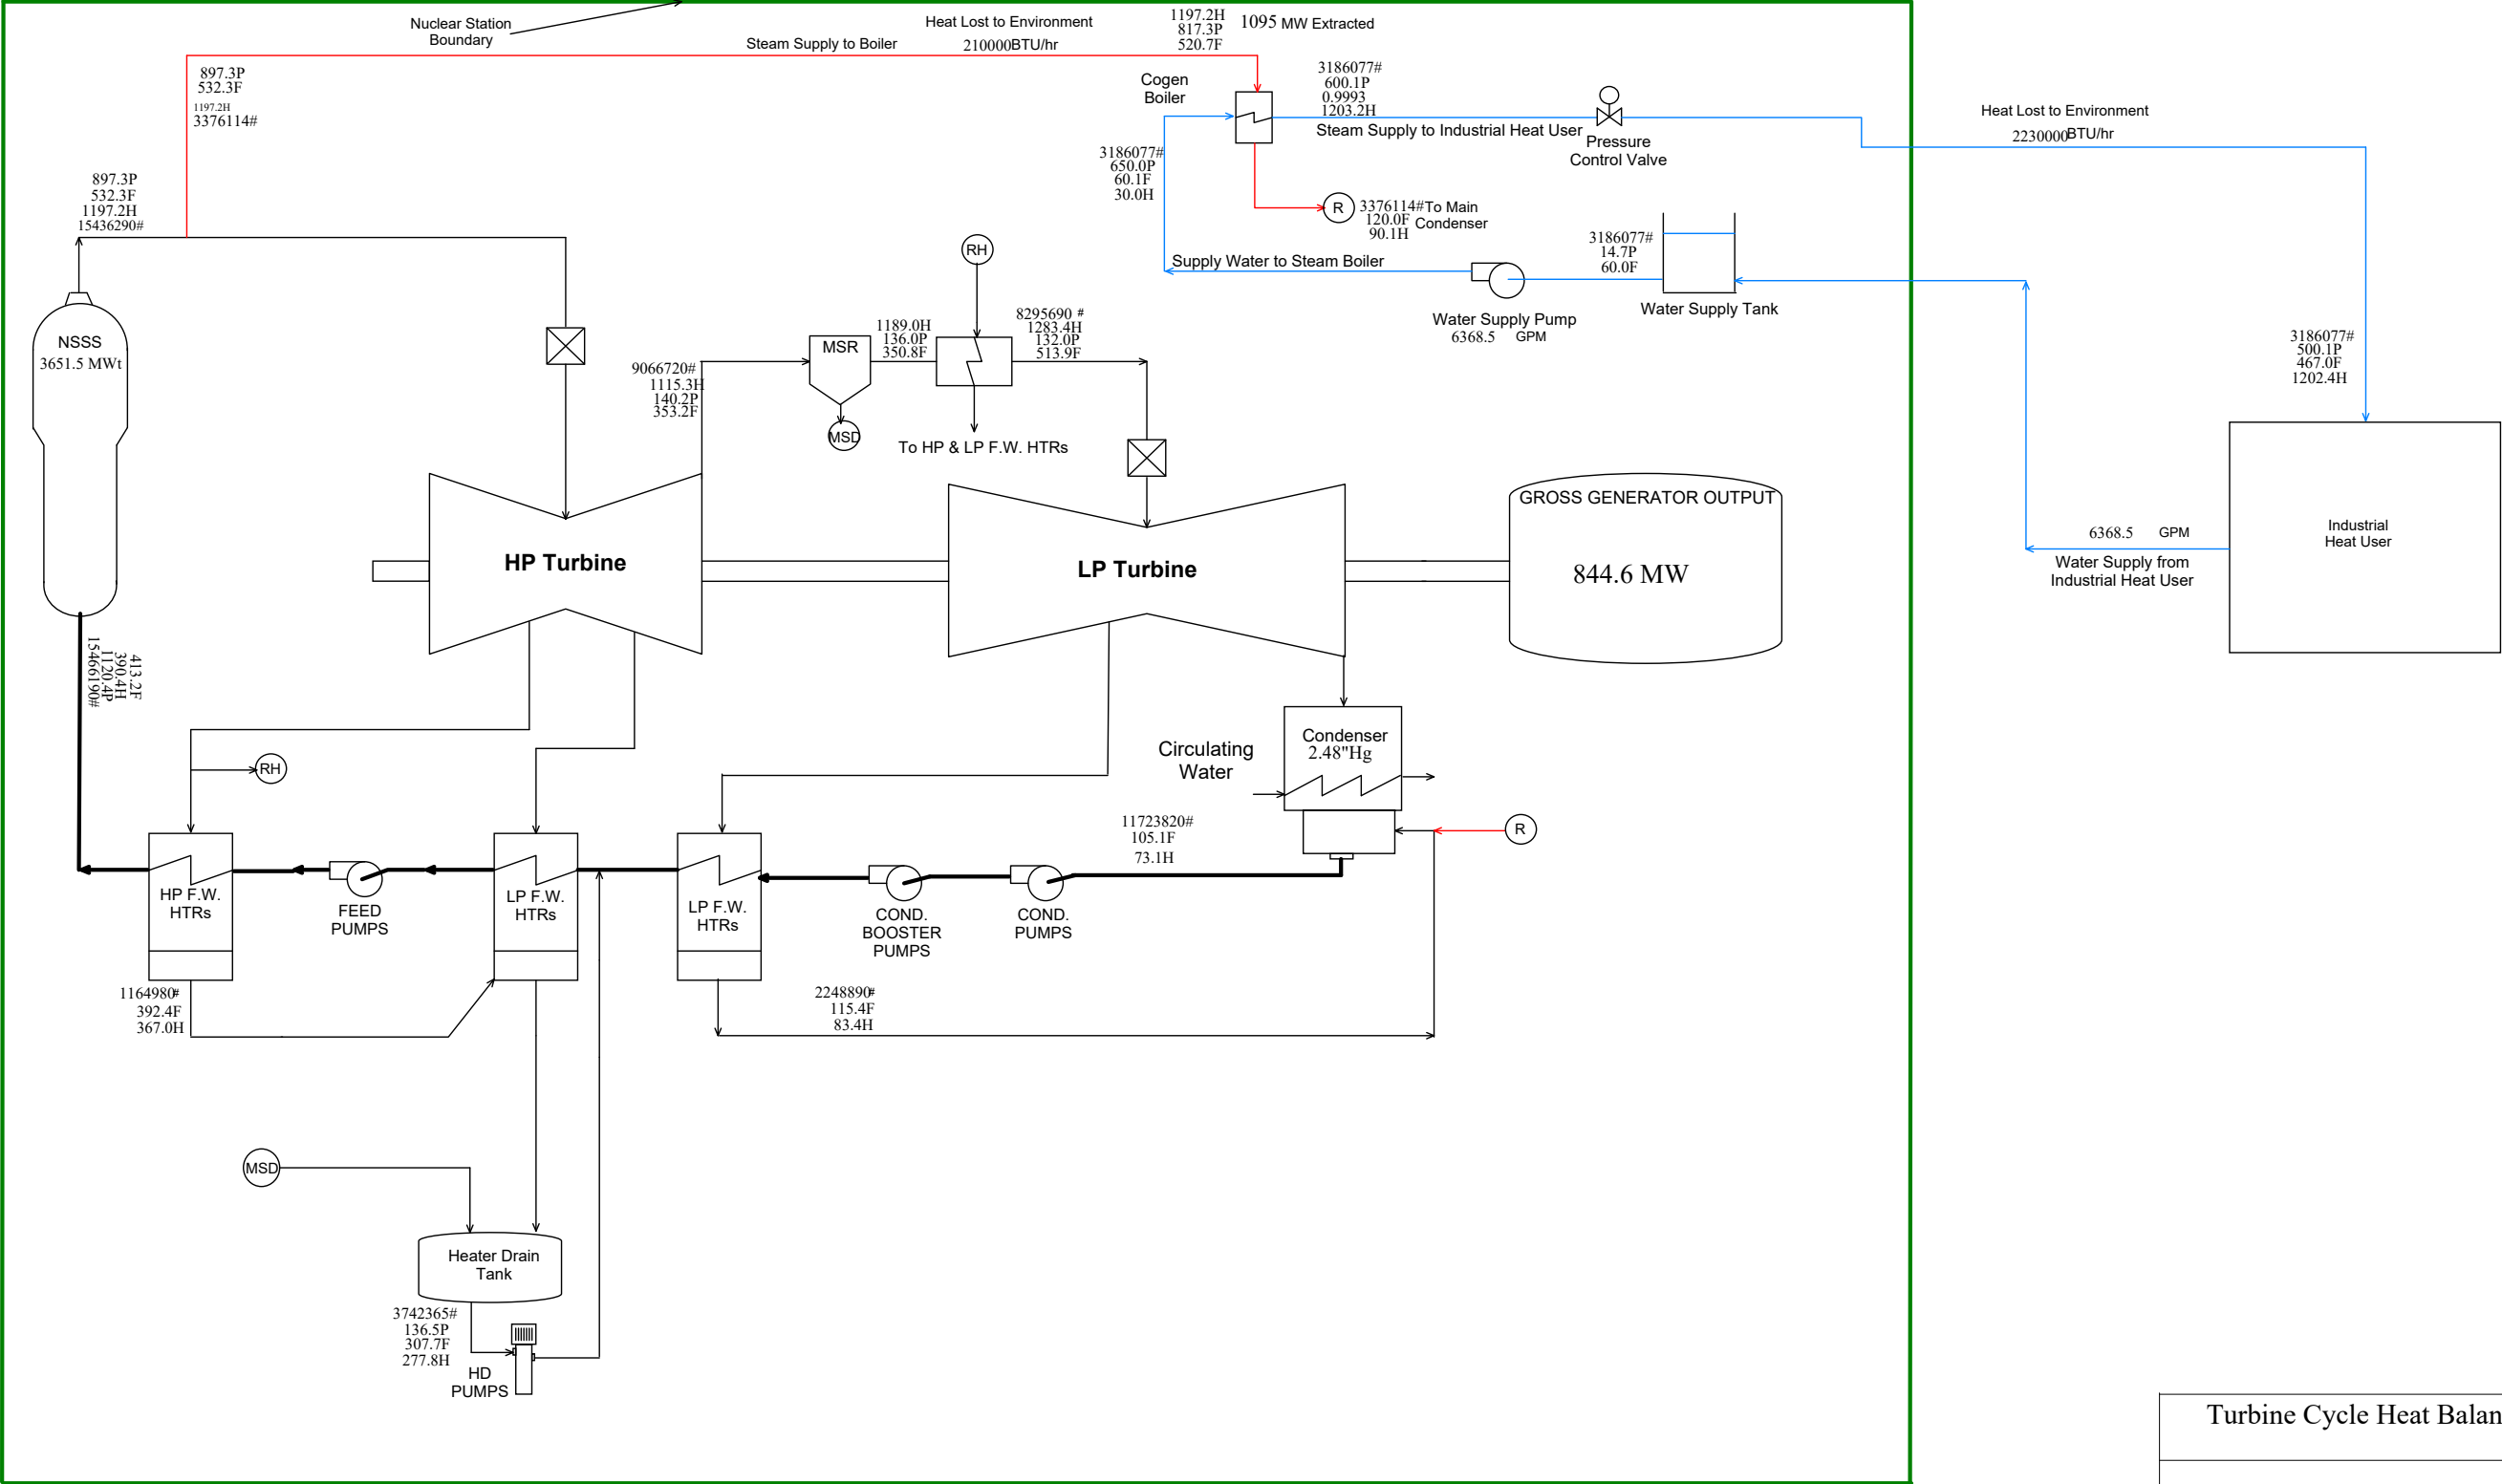 Nuclear Station
Boundary
Steam Supply to Boiler
Heat Lost to Environment
210000BTU/hr
1197.2H
817.3P
520.7F
1095 MW Extracted
897.3P
532.3F
1197.2H
3376114#
Cogen
Boiler
3186077#
600.1P
0.9993
1203.2H
Steam Supply to Industrial Heat User
Pressure
Control Valve
Heat Lost to Environment
2230000BTU/hr
3186077#
650.0P
60.1F
30.0H
R
3376114#To Main
120.0F Condenser
90.1H
897.3P
532.3F
1197.2H
15436290#
RH
Supply Water to Steam Boiler
3186077#
14.7P
60.0F
Water Supply Tank
Water Supply Pump
6368.5 GPM
NSSS
3651.5 MWt
9066720#
1115.3H
140.2P
353.2F
MSR
MSD
1189.0H
136.0P
350.8F
8295690 #
1283.4H
132.0P
513.9F
To HP & LP F.W. HTRs
3186077#
500.1P
467.0F
1202.4H
HP Turbine
LP Turbine
GROSS GENERATOR OUTPUT
844.6 MW
6368.5 GPM
Water Supply from
Industrial Heat User
Industrial
Heat User
413.2F
390.4H
1120.4P
15466190#
RH
Circulating
Water
Condenser
2.48"Hg
11723820#
105.1F
73.1H
R
HP F.W.
HTRs
FEED
PUMPS
LP F.W.
HTRs
LP F.W.
HTRs
COND.
BOOSTER
PUMPS
COND.
PUMPS
1164980#
392.4F
367.0H
2248890#
115.4F
83.4H
MSD
Heater Drain
Tank
3742365#
136.5P
307.7F
277.8H
HD
PUMPS
Turbine Cycle Heat Balan